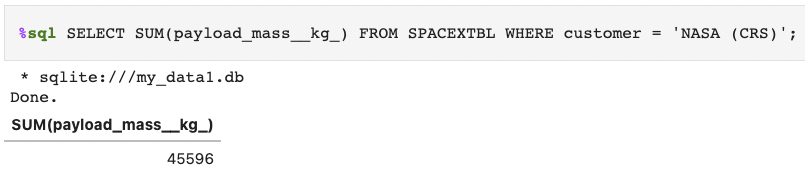 %sql SELECT SUM(payload_mass__kg_) FROM SPACEXTBL WHERE customer = 'NASA (CRS)';
* sqlite:///my_data1.db
Done.
SUM(payload_mass__kg_)
45596